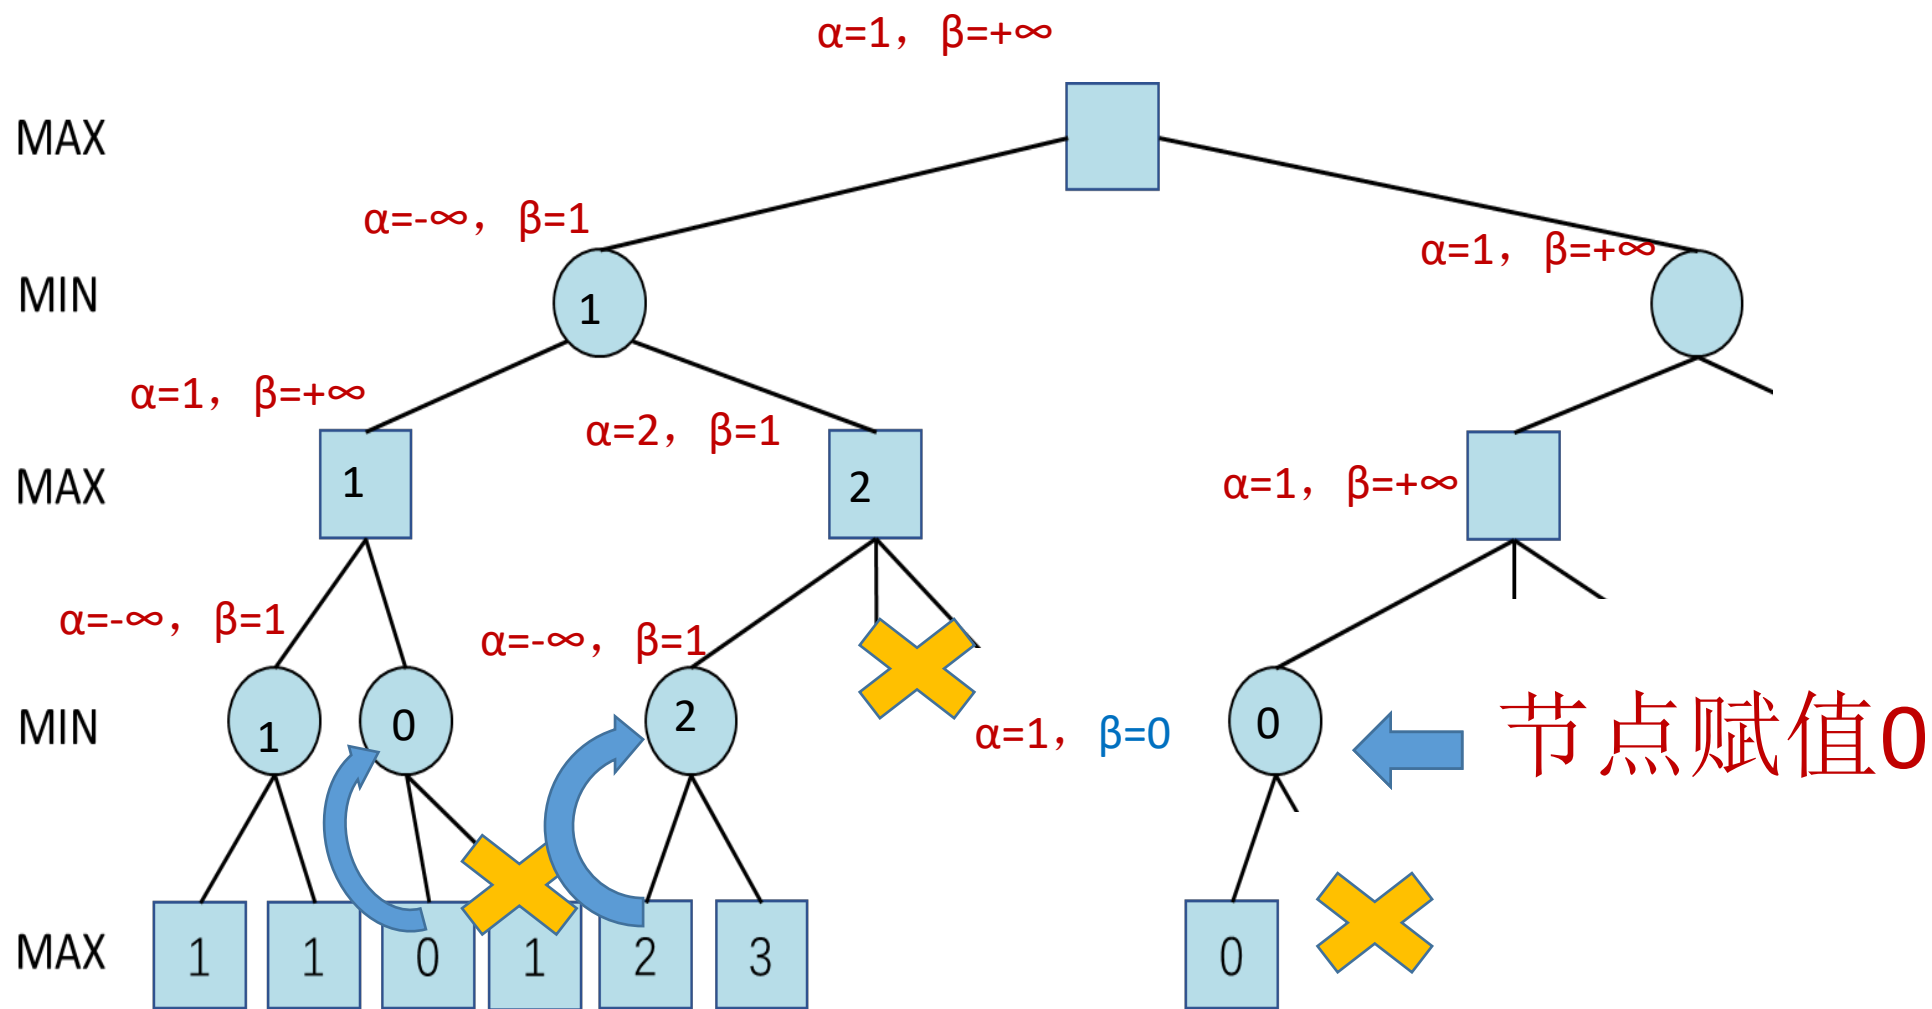 α=1，β=+∞
MAX
α=-∞，β=1
α=1，β=+∞
MIN
1
α=1，β=+∞
α=2，β=1
MAX
1
2
α=1，β=+∞
α=-∞，β=1
α=-∞，β=1
MIN
1
0
2
α=1，β=0
0
节点赋值0
MAX
1
1
0
1
2
3
0